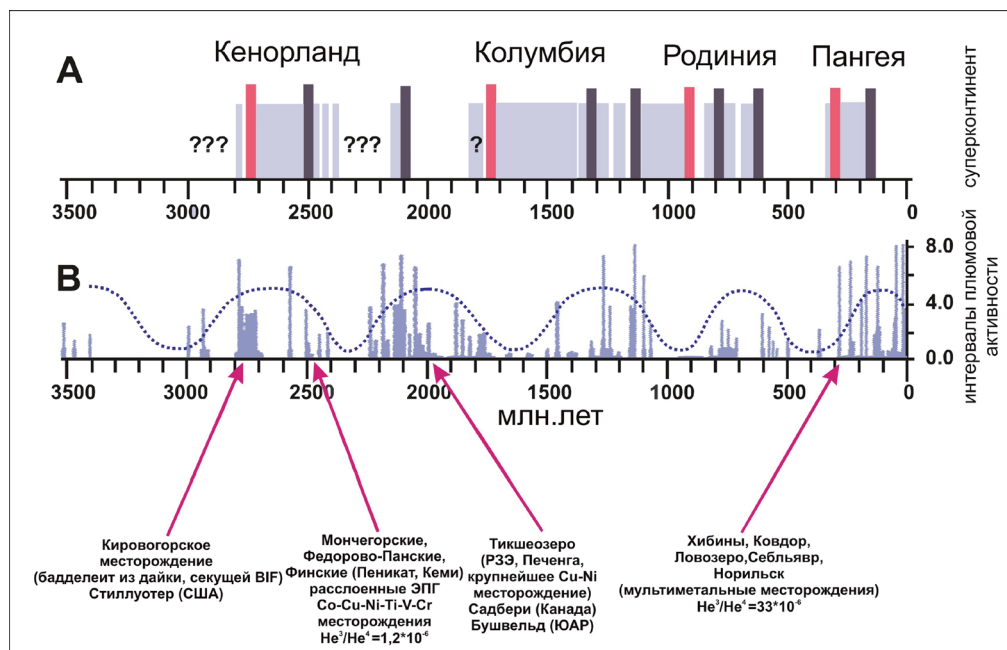 A
Кенорланд
Колумбия
Родиния
Пангея
???
???
?
суперконтинент
3500 3000 2500 2000 1500 1000 500 0
B
8.0
4.0
0.0
интервалы плюмовой
активности
3500 3000 2500 2000 1500 1000 500 0
млн.лет
Кировогорское
месторождение
(бадделеит из дайки, секущей BIF)
Стиллуотер (США)
Мончегорские,
Федорово-Панские,
Финские (Пеникат, Кеми)
расслоенные ЭПГ
Co-Cu-Ni-Ti-V-Cr
месторождения
He³/He⁴ =1,2*10⁻⁶
Тикшеозеро
(РЗЭ, Печенга,
крупнейшее Cu-Ni
месторождение)
Садбери (Канада)
Бушвельд (ЮАР)
Хибины, Ковдор,
Ловозеро,Себльявр,
Норильск
(мультиметальные месторождения)
He³/He⁴ =33*10⁻⁶